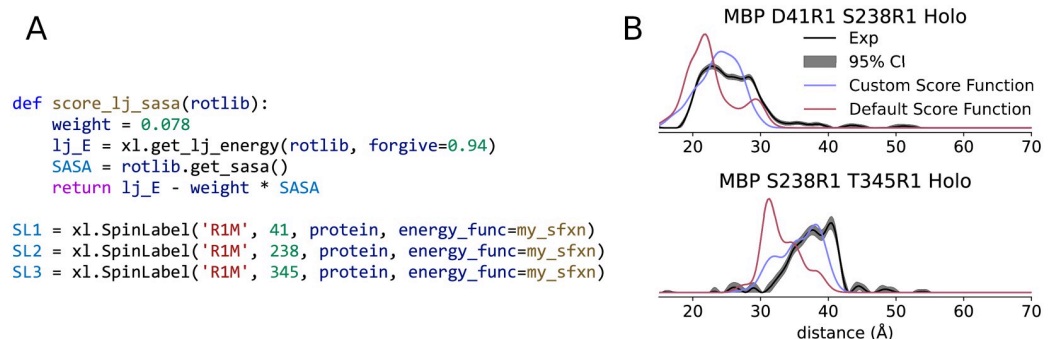 A
def score_lj_sasa(rotlib):
    weight = 0.078
    lj_E = xl.get_lj_energy(rotlib, forgive=0.94)
    SASA = rotlib.get_sasa()
    return lj_E - weight * SASA
SL1 = xl.SpinLabel('R1M', 41, protein, energy_func=my_sfxn)
SL2 = xl.SpinLabel('R1M', 238, protein, energy_func=my_sfxn)
SL3 = xl.SpinLabel('R1M', 345, protein, energy_func=my_sfxn)
B
MBP D41R1 S238R1 Holo
Exp
95% CI
Custom Score Function
Default Score Function
20 30 40 50 60 70
MBP S238R1 T345R1 Holo
20 30 40 50 60 70
distance (Å)